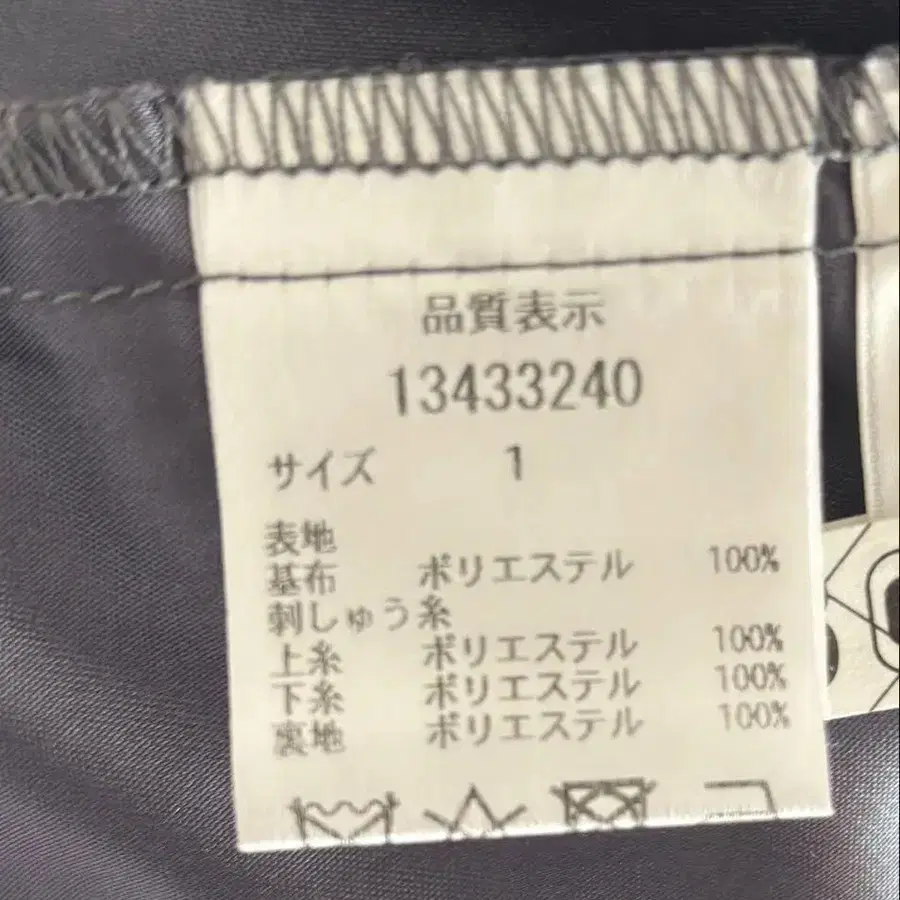 品質表示
13433240
サイズ 1
表地
基布 ポリエステル 100%
刺しゅう糸
上糸 ポリエステル 100%
下糸 ポリエステル 100%
裏地 ポリエステル 100%